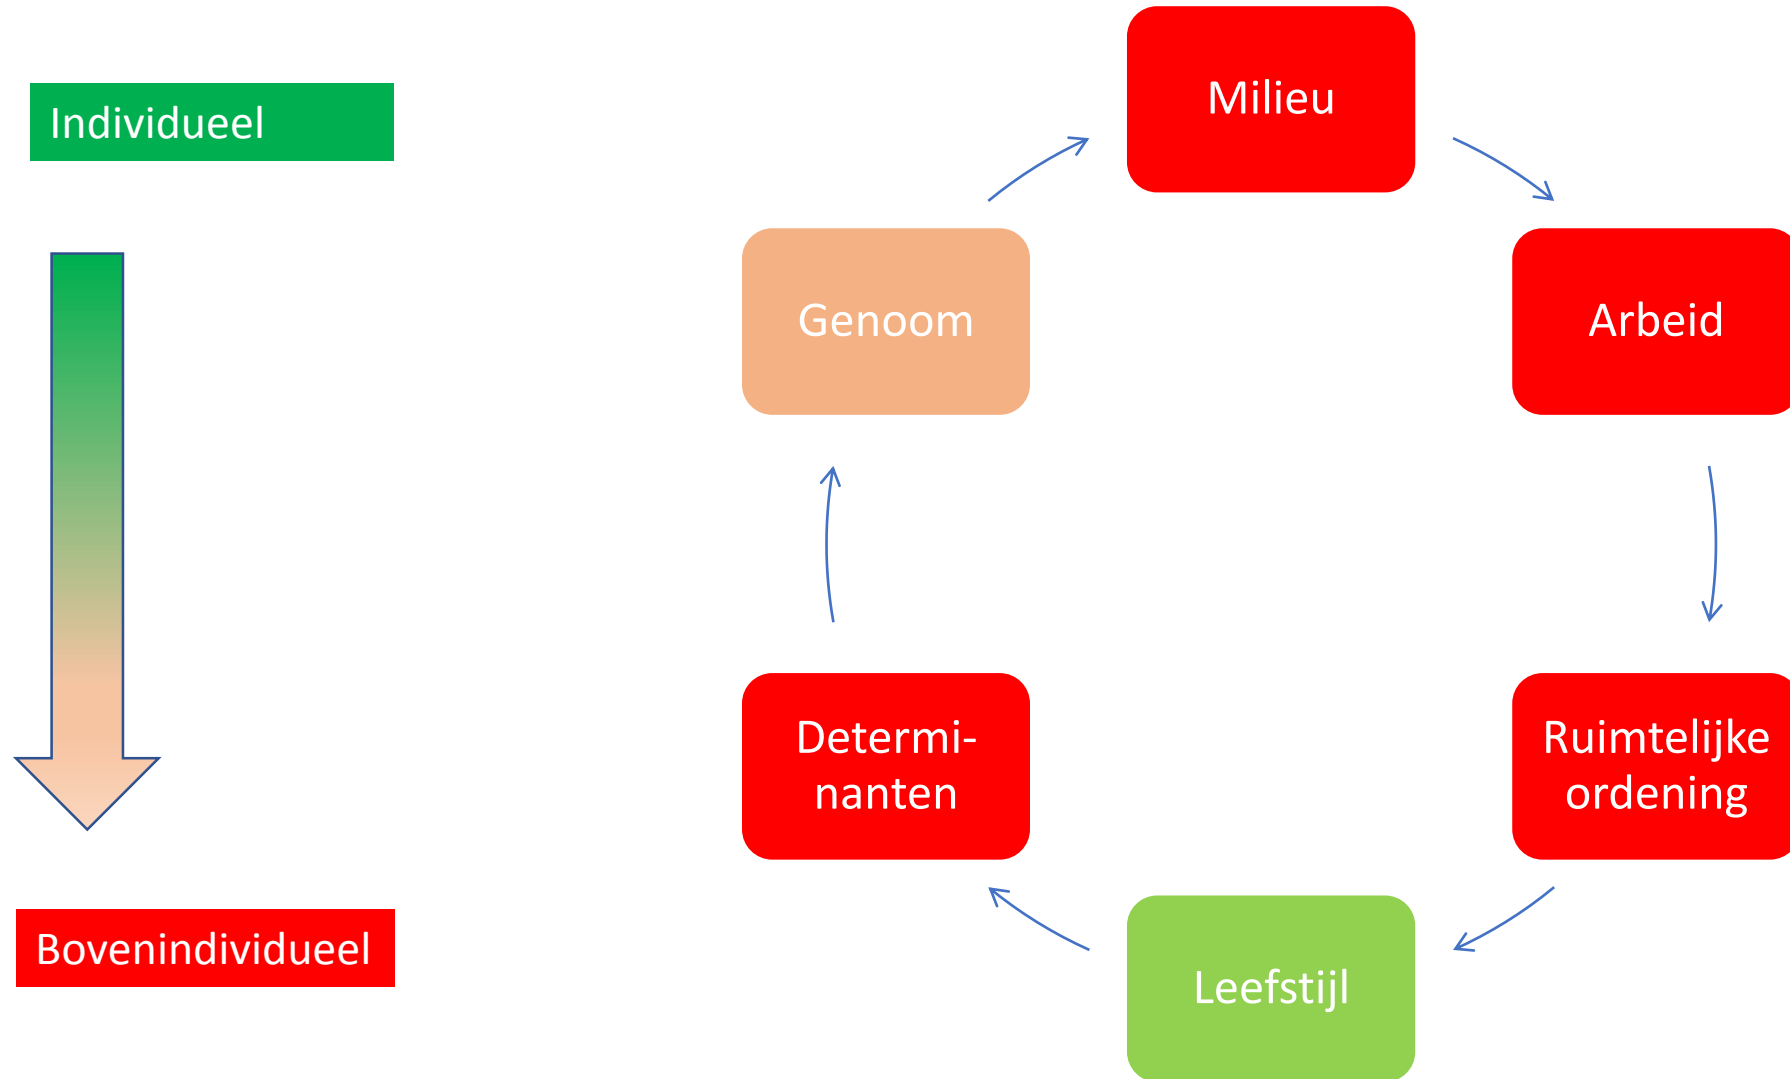 Individueel
Bovenindividueel
Milieu
Arbeid
Ruimtelijke
ordening
Leefstijl
Determi-
nanten
Genoom